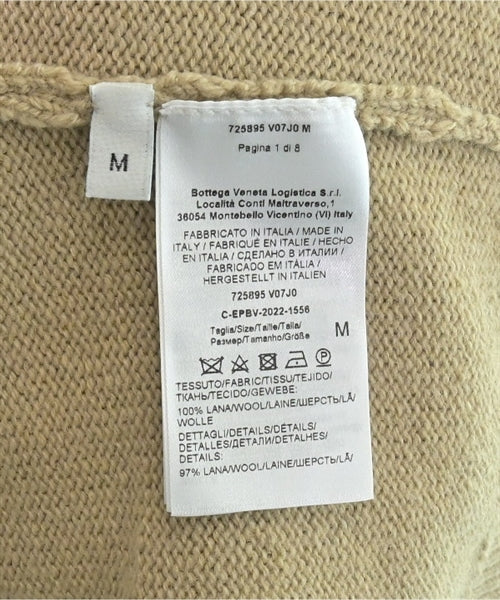 M
725895 V07J0 M
Pagina 1 di 8
Bottega Veneta Logistica S.r.l.
Località Conti Maltraverso,1
36054 Montebello Vicentino (VI) Italy
FABBRICATO IN ITALIA / MADE IN
ITALY / FABRIQUÉ EN ITALIE / HECHO
EN ITALIA / СДЕЛАНО В ИТАЛИИ /
FABRICADO EM ITÁLIA /
HERGESTELLT IN ITALIEN
725895 V07J0
C-EPBV-2022-1556
Taglia/Size/Taille/Talla/
Размер/Tamanho/Größe M
P
TESSUTO/FABRIC/TISSU/TEJIDO/
ТКАНЬ/TECIDO/GEWEBE:
100% LANA/WOOL/LAINE/ШЕРСТЬ/LÃ/
WOLLE
DETTAGLI/DETAILS/DÉTAILS/
DETALLES/ДЕТАЛИ/DETALHES/
DETAILS:
97% LANA/WOOL/LAINE/ШЕРСТЬ/LÃ/